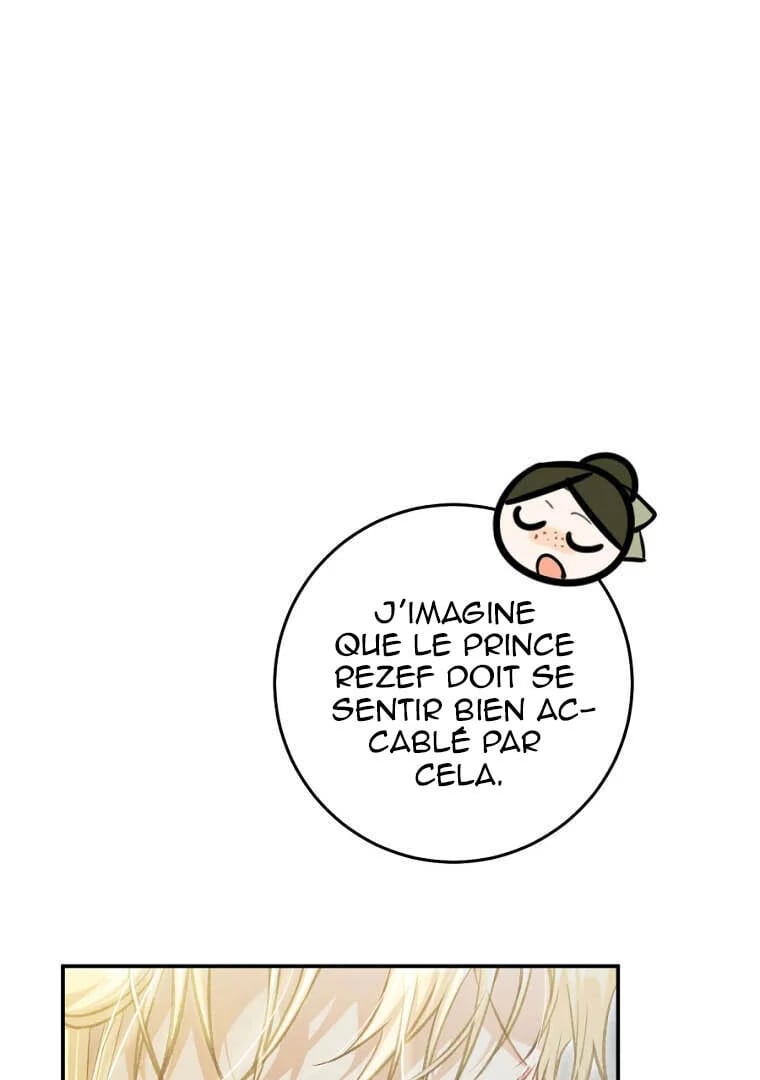 J'IMAGINE
QUE LE PRINCE
REZEF DOIT SE
SENTIR BIEN AC-
CABLÉ PAR
CELA.